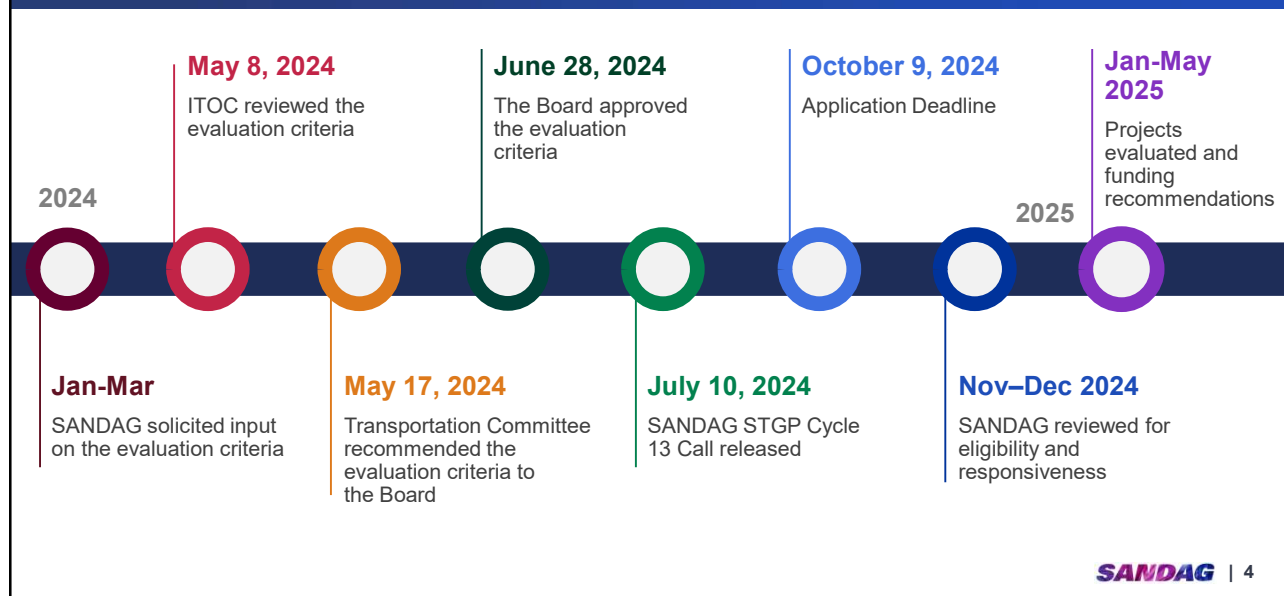 2024
Jan-Mar
SANDAG solicited input
on the evaluation criteria
May 8, 2024
ITOC reviewed the
evaluation criteria
May 17, 2024
Transportation Committee
recommended the
evaluation criteria to
the Board
June 28, 2024
The Board approved
the evaluation
criteria
July 10, 2024
SANDAG STGP Cycle
13 Call released
October 9, 2024
Application Deadline
Nov–Dec 2024
SANDAG reviewed for
eligibility and
responsiveness
2025
Jan-May
2025
Projects
evaluated and
funding
recommendations
SANDAG | 4